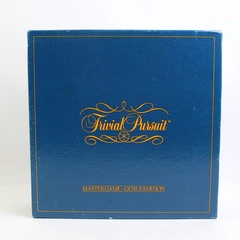 Trivial Pursuit®
MASTER GAME - GENUS EDITION